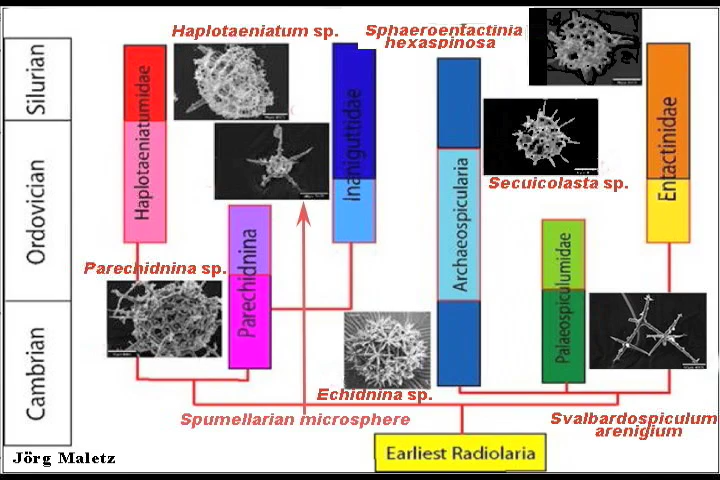 Haplotaeniatum sp.
Sphaeroentactinia
hexaspinosa
Silurian
Ordovician
Cambrian
Haplotaeniatumidae
Inaniguttidae
Entactinidae
Secuicolasta sp.
Archaeospicularia
Parechidnina
Palaeospiculumidae
Parechidnina sp.
Echidnina sp.
Spumellarian microsphere
Svalbardospiculum
arenigium
Earliest Radiolaria
Jörg Maletz